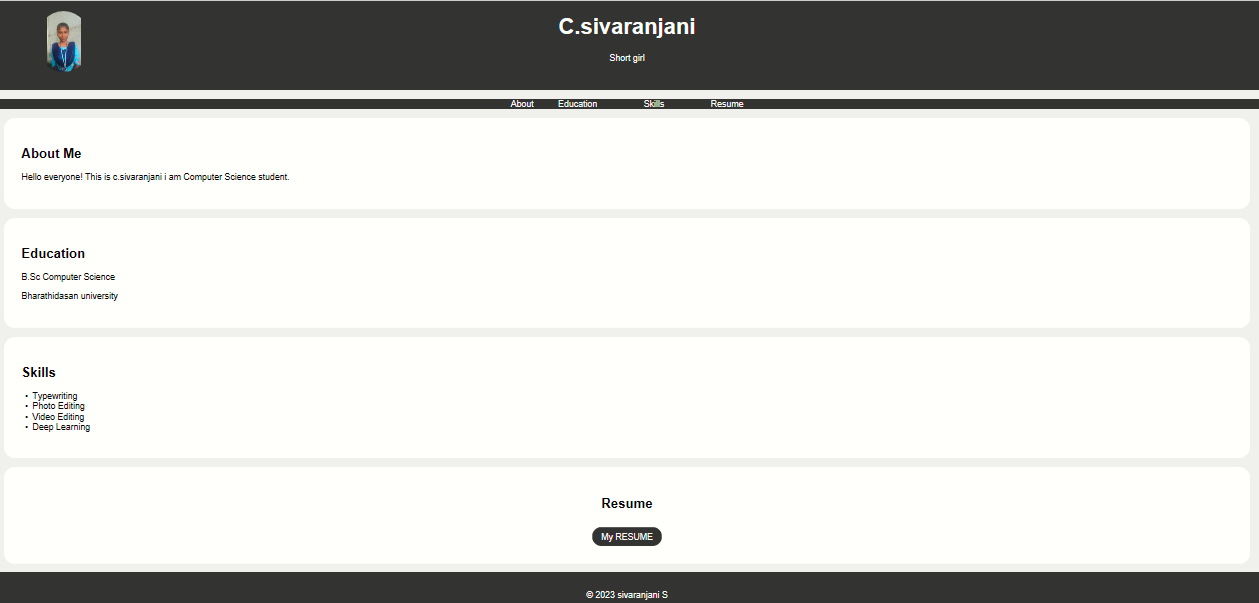 C.sivaranjani
Short girl
About Education Skills Resume
About Me
Hello everyone! This is c.sivaranjani i am Computer Science student.
Education
B.Sc Computer Science
Bharathidasan university
Skills
• Typewriting
• Photo Editing
• Video Editing
• Deep Learning
Resume
My RESUME
© 2023 sivaranjani S